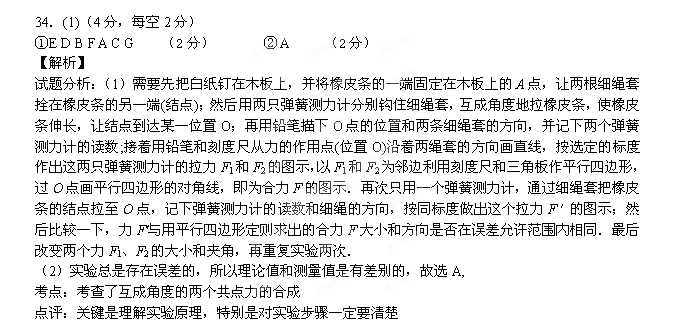 34．(1)（4分，每空2分）
①E D B F A C G　　（2分）　　②A　　（2分）
【解析】
试题分析：（1）需要先把白纸钉在木板上，并将橡皮条的一端固定在木板上的A点，让两根细绳套
拴在橡皮条的另一端(结点)；然后用两只弹簧测力计分别钩住细绳套，互成角度地拉橡皮条，使橡皮
条伸长，让结点到达某一位置O；再用铅笔描下O点的位置和两条细绳套的方向，并记下两个弹簧
测力计的读数；接着用铅笔和刻度尺从力的作用点(位置O)沿着两绳套的方向画直线，按选定的标度
作出这两只弹簧测力计的拉力F₁和F₂的图示，以F₁和F₂为邻边利用刻度尺和三角板作平行四边形，
过O点画平行四边形的对角线，即为合力F的图示．再次只用一个弹簧测力计，通过细绳套把橡皮
条的结点拉至O点，记下弹簧测力计的读数和细绳的方向，按同标度做出这个拉力F′的图示；然
后比较一下，力F′与用平行四边形定则求出的合力F大小和方向是否在误差允许范围内相同．最后
改变两个力F₁、F₂的大小和夹角，再重复实验两次．
（2）实验总是存在误差的，所以理论值和测量值是有差别的，故选A,
考点：考查了互成角度的两个共点力的合成
点评：关键是理解实验原理，特别是对实验步骤一定要清楚